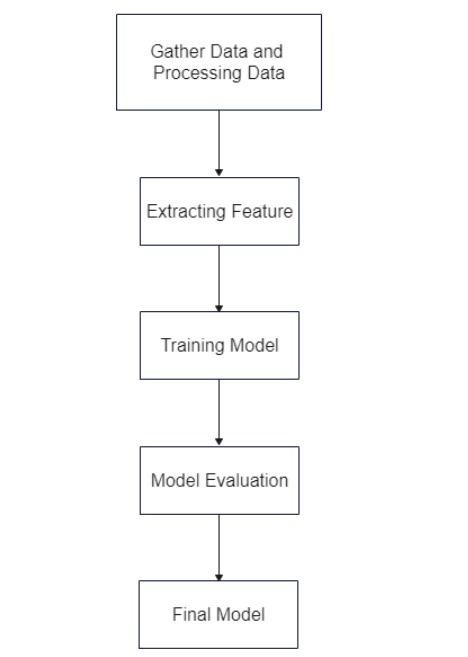 Gather Data and
Processing Data
Extracting Feature
Training Model
Model Evaluation
Final Model